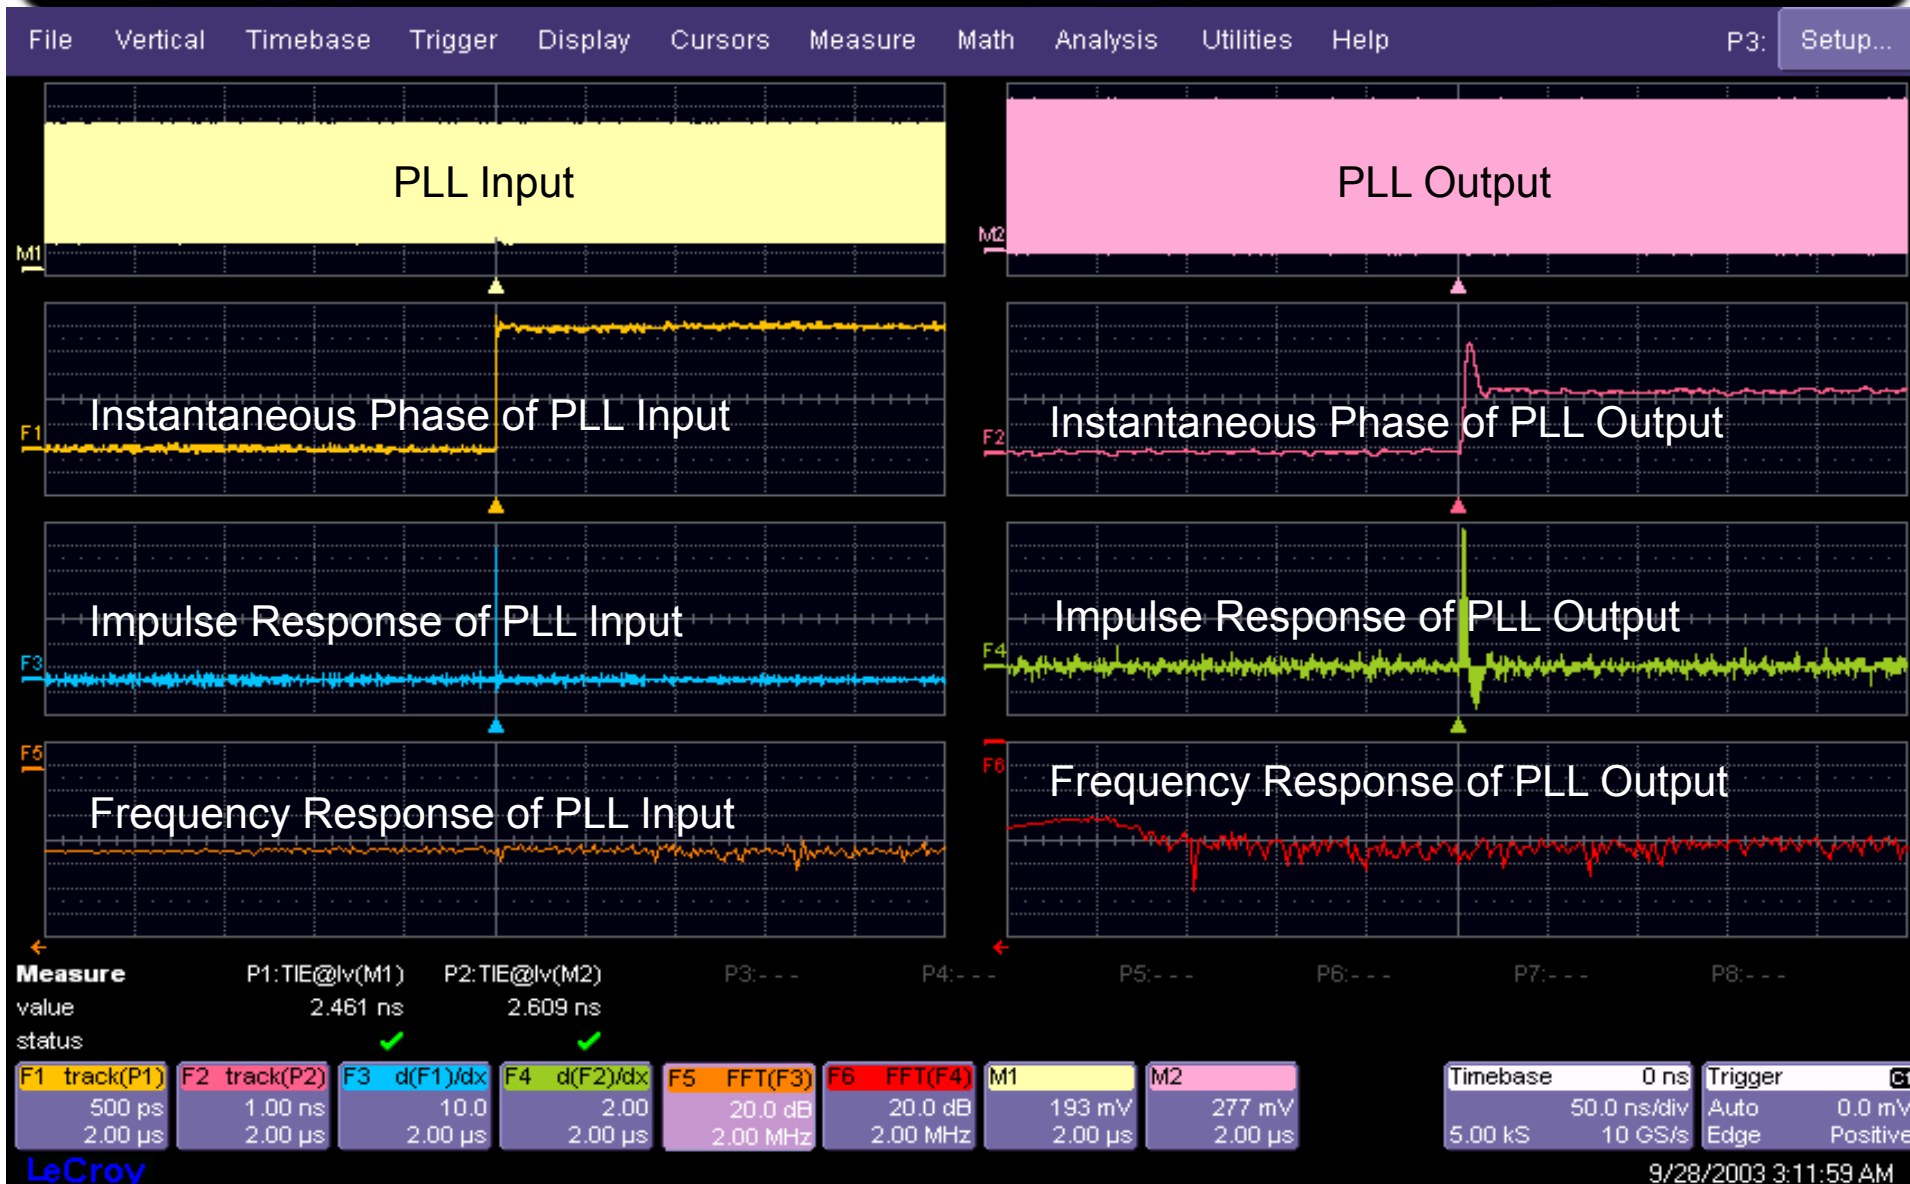 File Vertical Timebase Trigger Display Cursors Measure Math Analysis Utilities Help P3: Setup...
PLL Input
PLL Output
M1
M2
Instantaneous Phase of PLL Input
Instantaneous Phase of PLL Output
F1
F2
Impulse Response of PLL Input
Impulse Response of PLL Output
F3
F4
F5
F6
Frequency Response of PLL Input
Frequency Response of PLL Output
Measure P1:TIE@lv(M1) P2:TIE@lv(M2) P3:- - - P4:- - - P5:- - - P6:- - - P7:- - - P8:- - -
value 2.461 ns 2.609 ns
status
F1 track(P1) F2 track(P2) F3 d(F1)/dx F4 d(F2)/dx F5 FFT(F3) F6 FFT(F4) M1 M2 Timebase 0 ns Trigger C1
500 ps 1.00 ns 10.0 2.00 20.0 dB 20.0 dB 193 mV 277 mV 50.0 ns/div Auto 0.0 mV
2.00 µs 2.00 µs 2.00 µs 2.00 µs 2.00 MHz 2.00 MHz 2.00 µs 2.00 µs 5.00 kS 10 GS/s Edge Positive
LeCroy
9/28/2003 3:11:59 AM